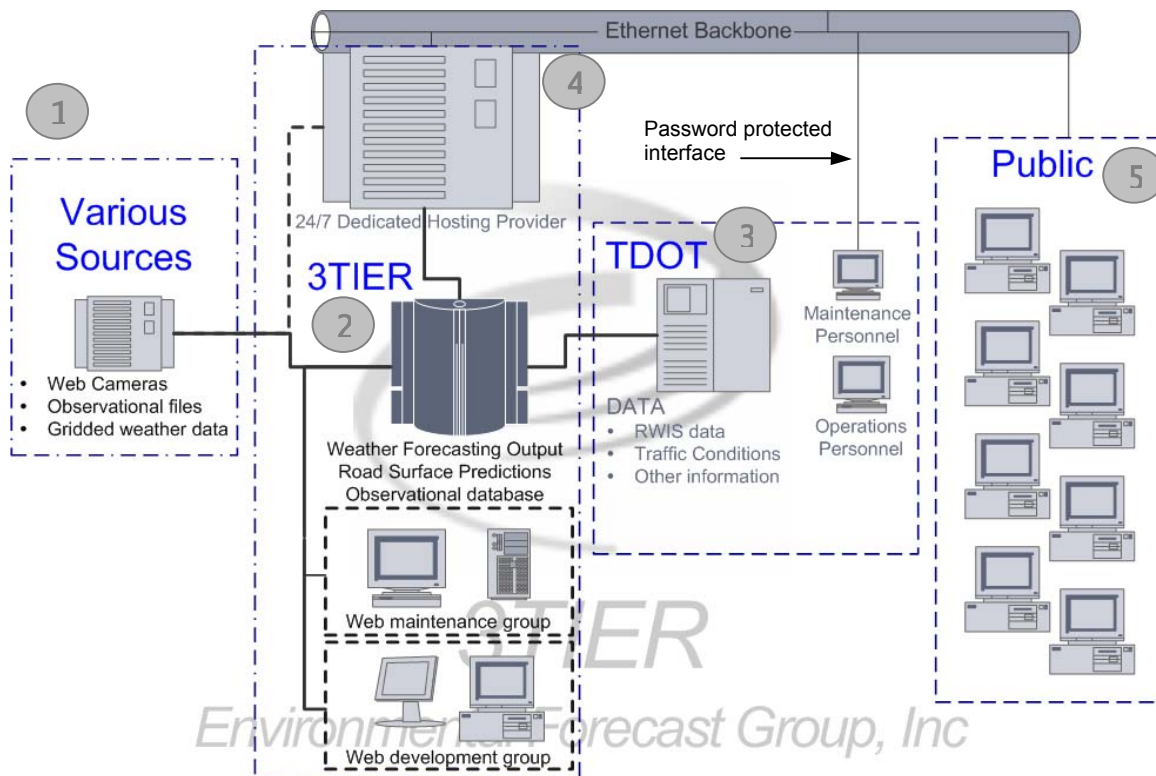 Ethernet Backbone
1
4
Password protected
interface
Public
5
Various
Sources
24/7 Dedicated Hosting Provider
3TIER
2
TDOT
3
Maintenance
Personnel
• Web Cameras
• Observational files
• Gridded weather data
Weather Forecasting Output
Road Surface Predictions
Observational database
DATA
• RWIS data
• Traffic Conditions
• Other information
Operations
Personnel
Web maintenance group
3TIER
Environmental Forecast Group, Inc
Web development group